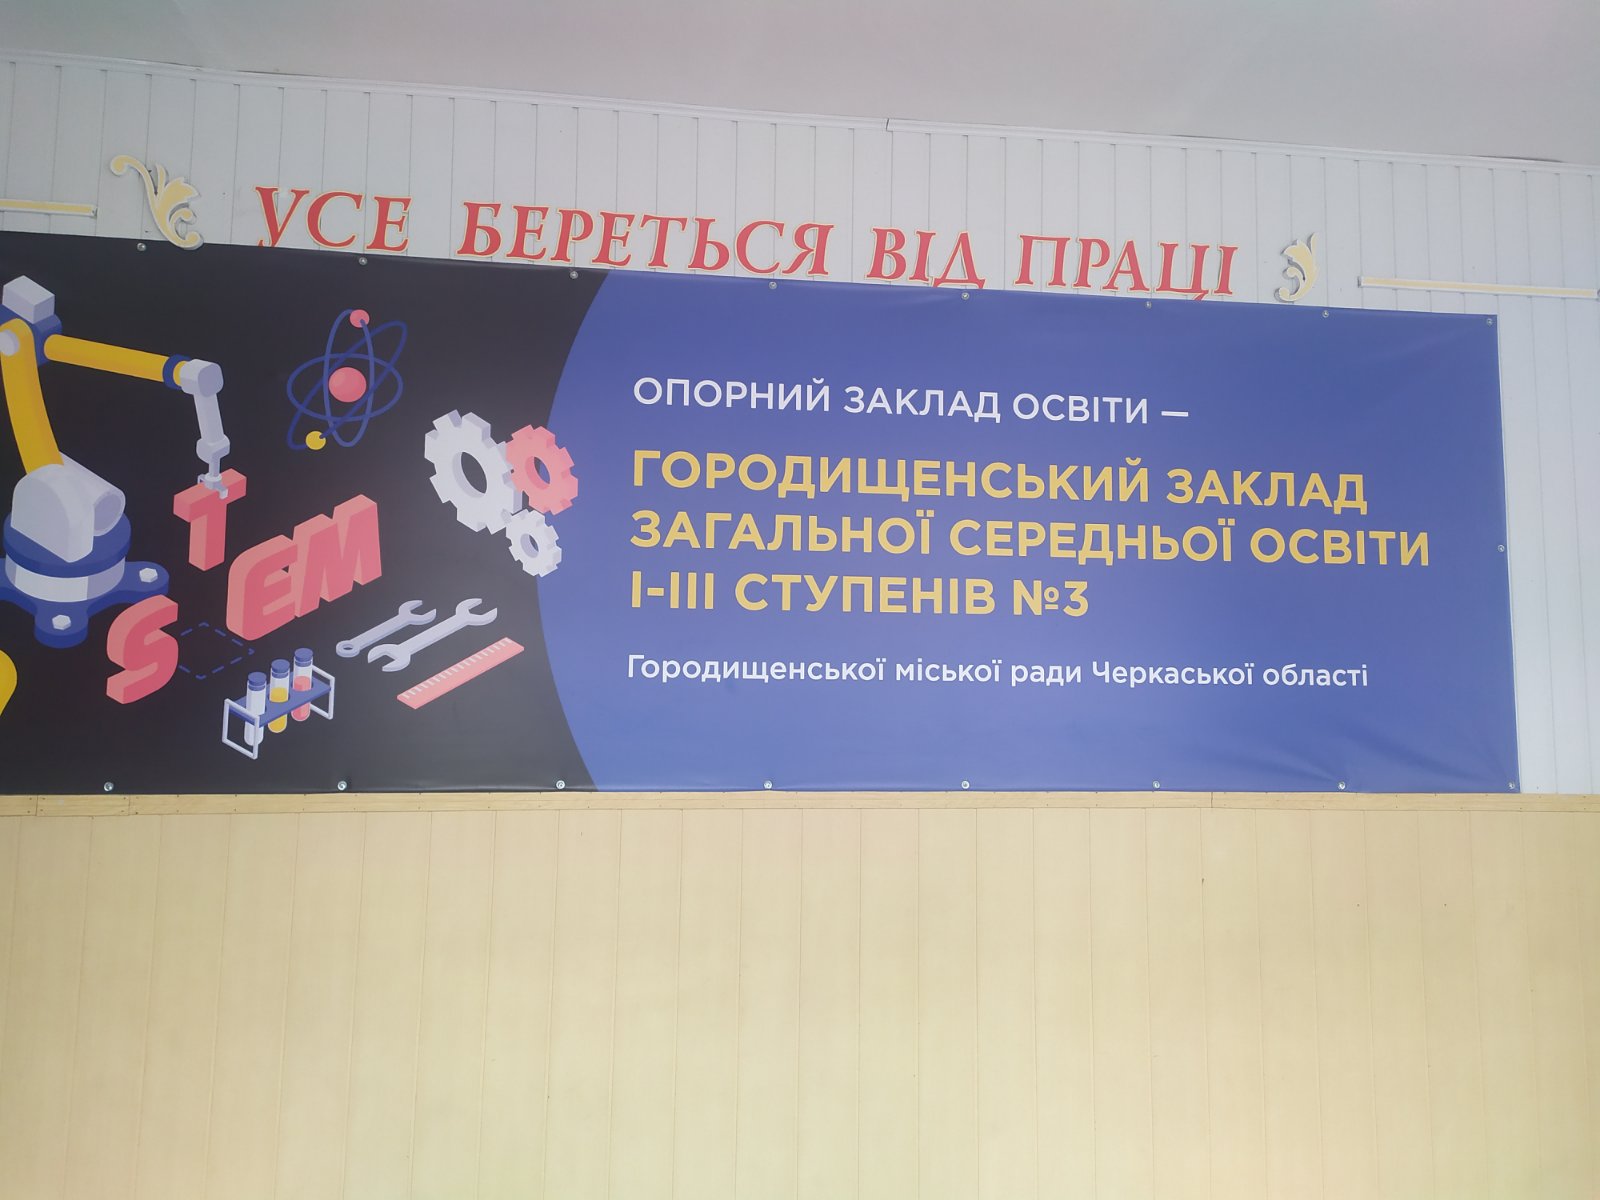 УСЕ БЕРЕТЬСЯ ВІД ПРАЦІ
ОПОРНИЙ ЗАКЛАД ОСВІТИ —
ГОРОДИЩЕНСЬКИЙ ЗАКЛАД
ЗАГАЛЬНОЇ СЕРЕДНЬОЇ ОСВІТИ
І-ІІІ СТУПЕНІВ №3
Городищенської міської ради Черкаської області
STEM